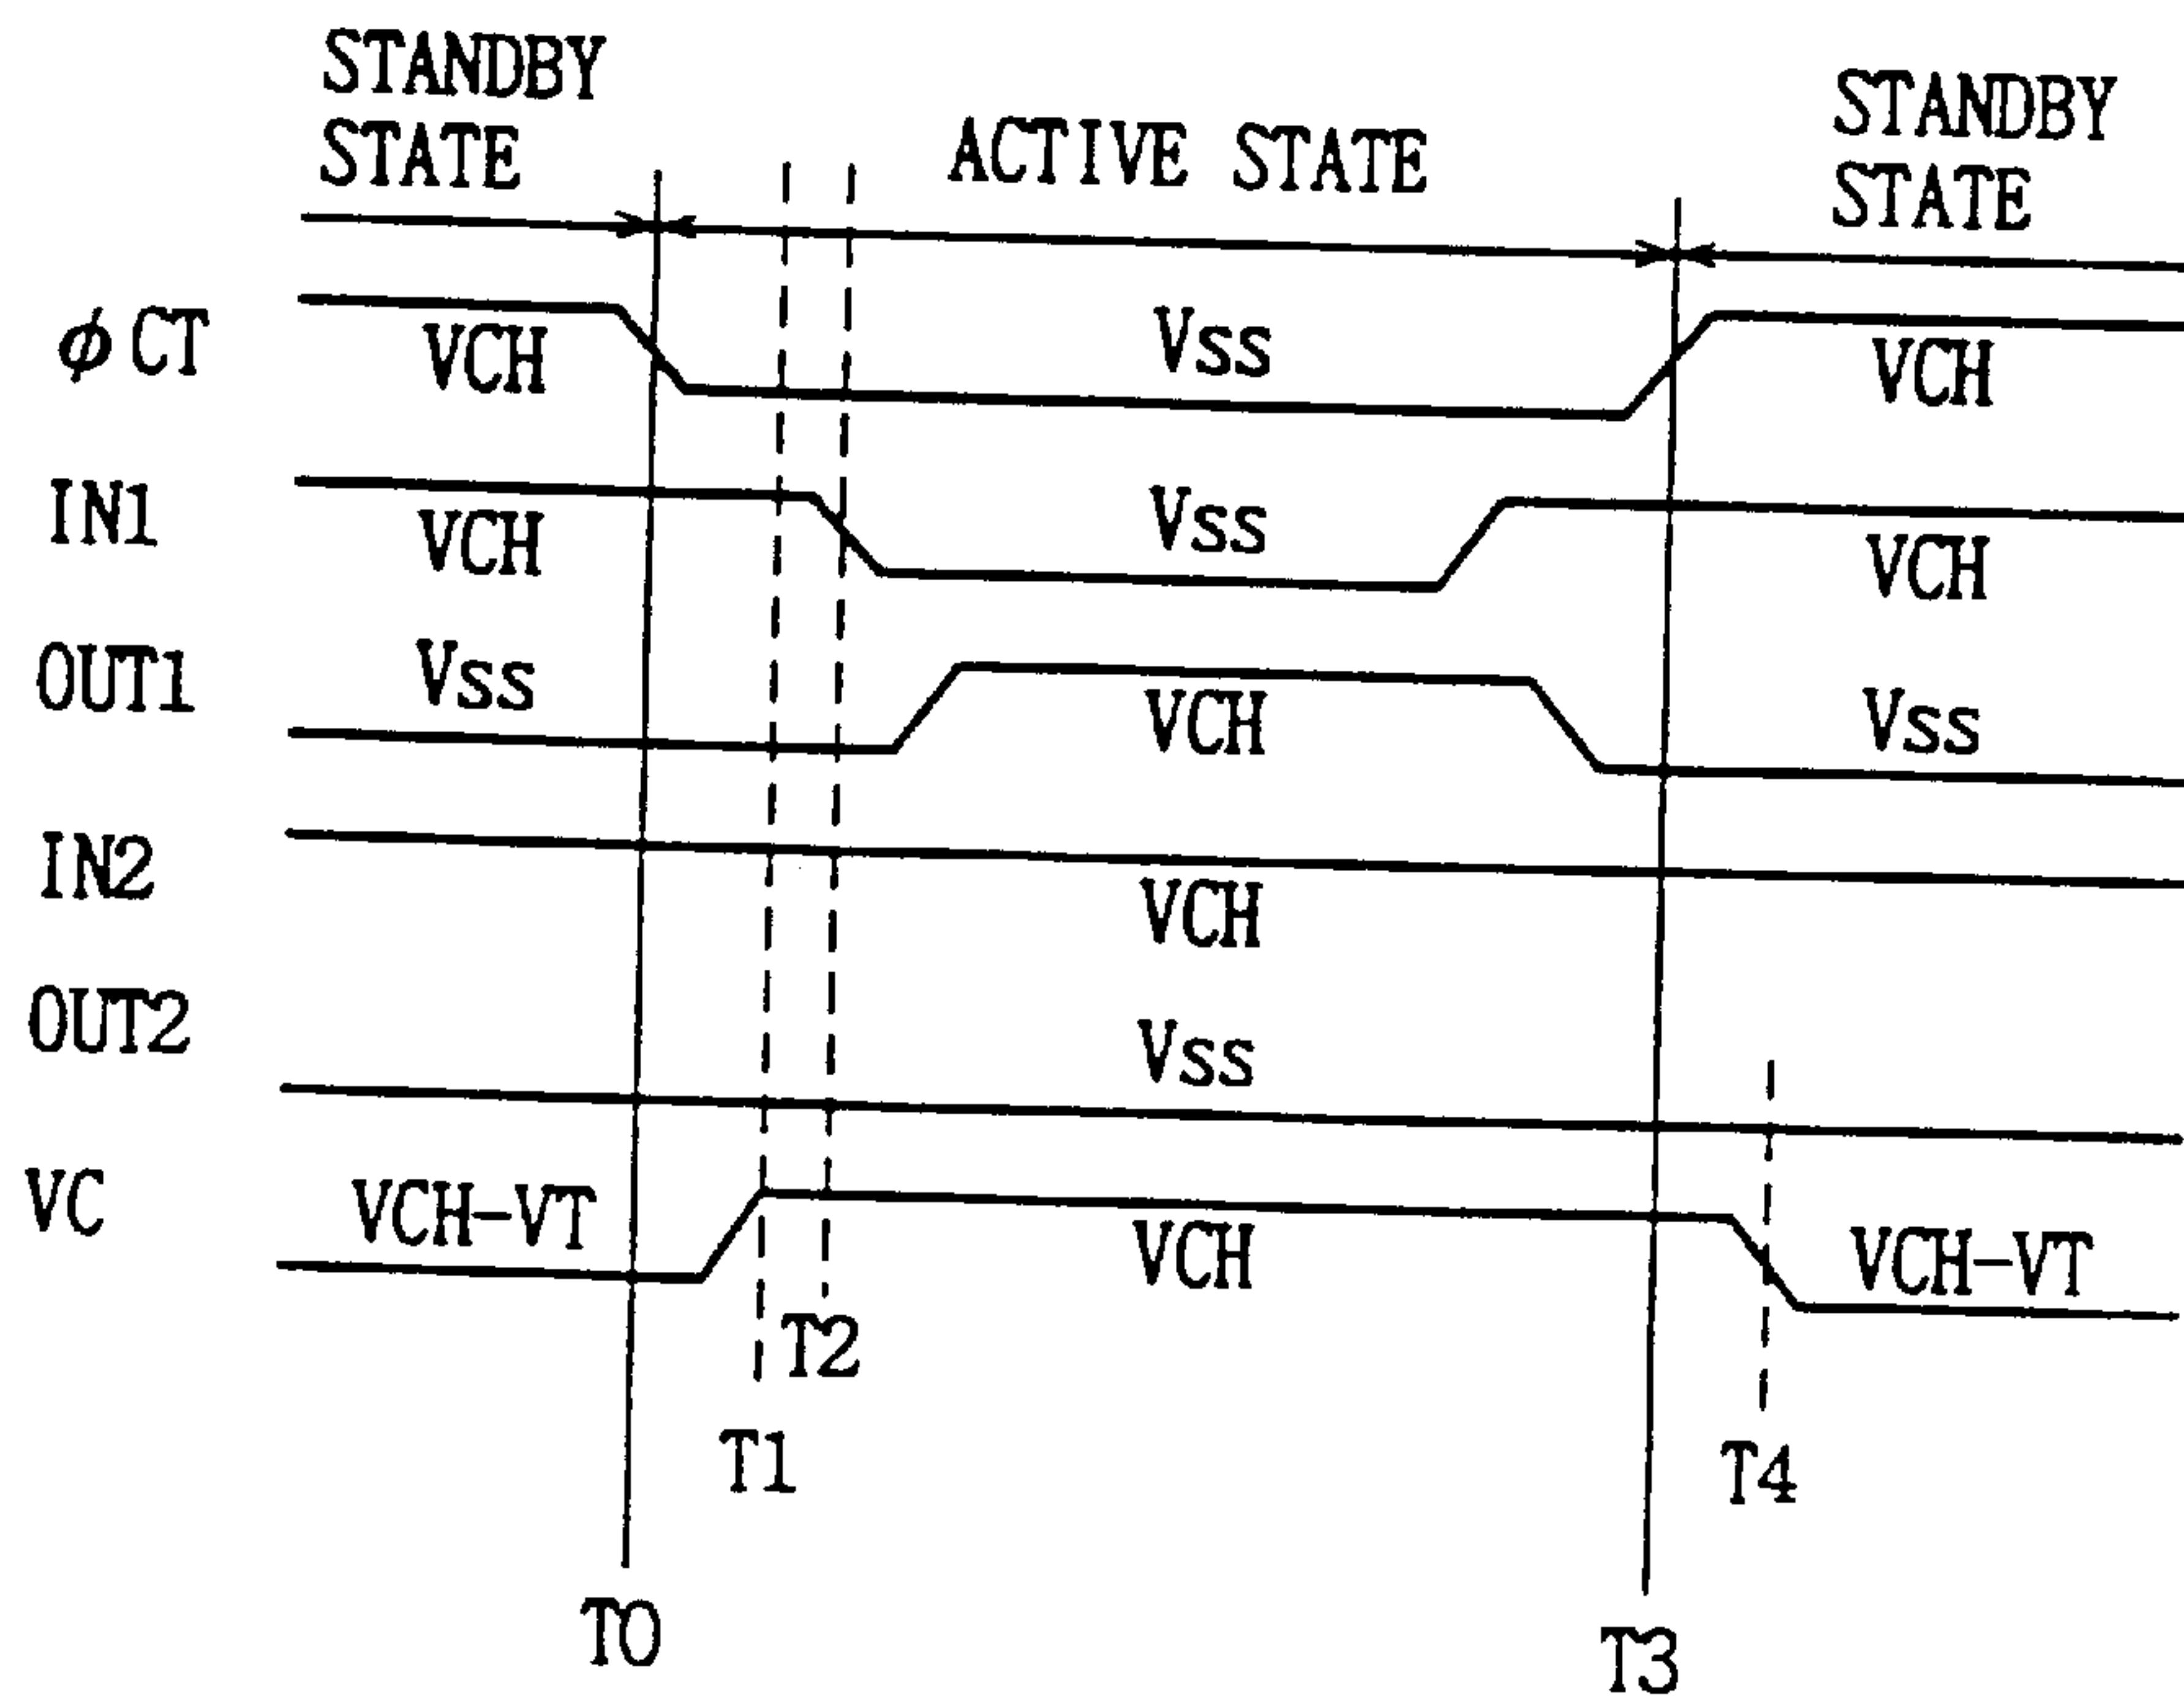 STANDBY STATE
ACTIVE STATE
STANDBY STATE
φCT VCH Vss VCH
IN1 VCH Vss VCH
OUT1 Vss VCH Vss
IN2 VCH
OUT2 Vss
VC VCH-VT VCH VCH-VT
T2
T1 T4
T0 T3